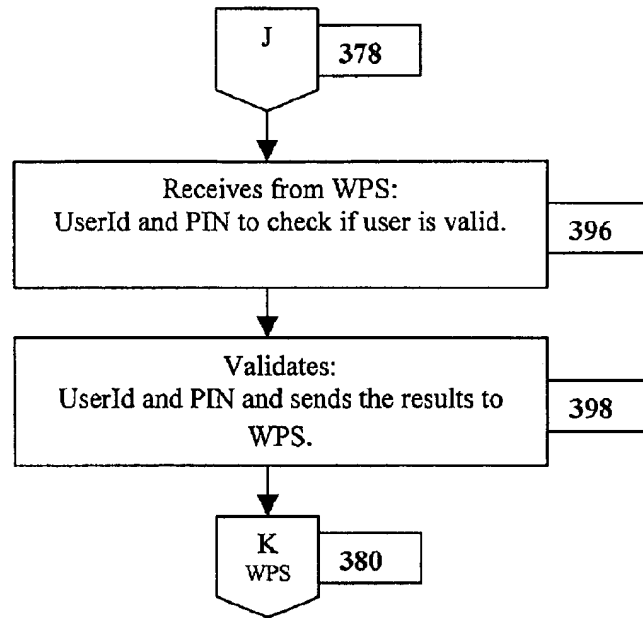 J
378
Receives from WPS:
UserId and PIN to check if user is valid.
396
Validates:
UserId and PIN and sends the results to
WPS.
398
K
WPS
380